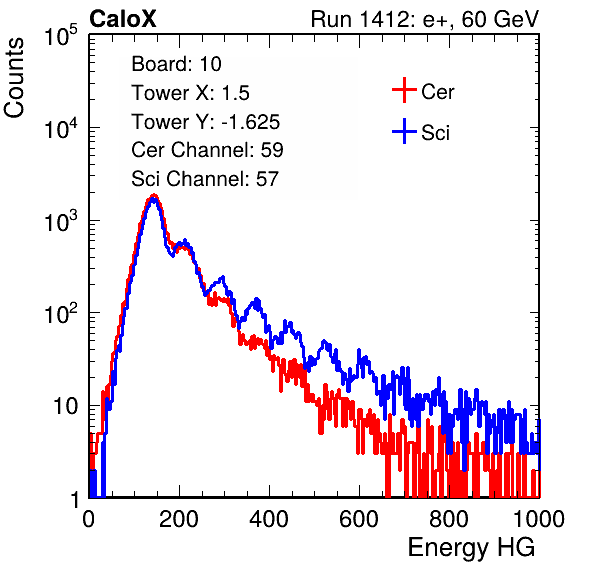 CaloX Run 1412: e+, 60 GeV
Counts
10^5
10^4
10^3
10^2
10
1
Board: 10
Tower X: 1.5
Tower Y: -1.625
Cer Channel: 59
Sci Channel: 57
Cer
Sci
0 200 400 600 800 1000
Energy HG